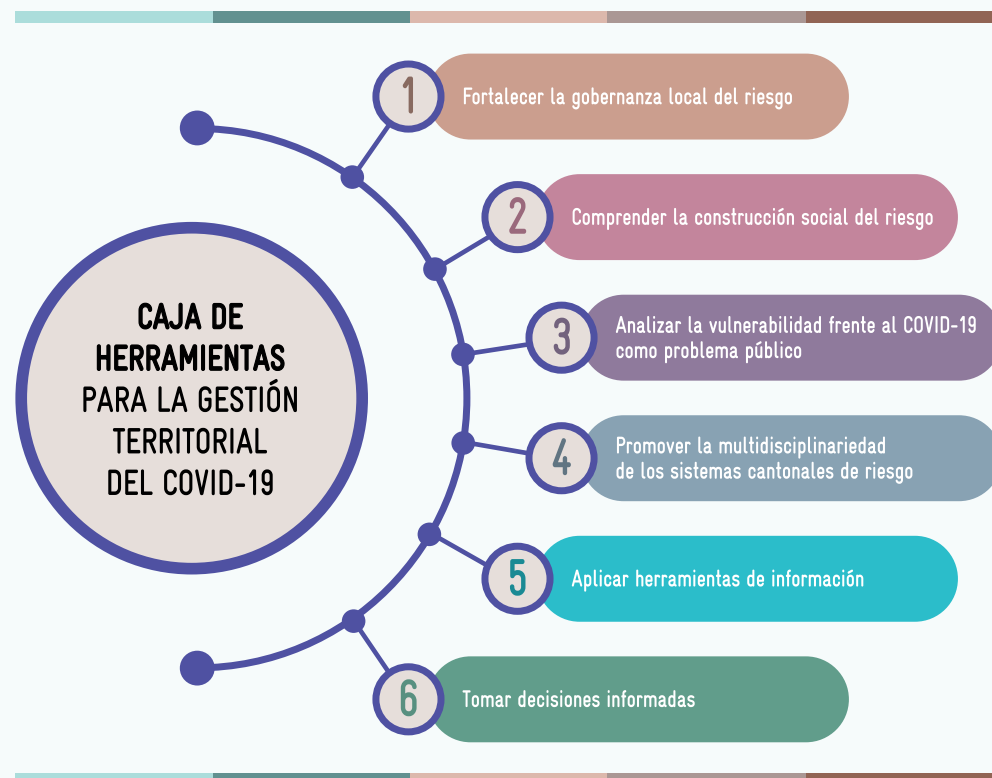 CAJA DE
HERRAMIENTAS
PARA LA GESTIÓN
TERRITORIAL
DEL COVID-19
1
Fortalecer la gobernanza local del riesgo
2
Comprender la construcción social del riesgo
3
Analizar la vulnerabilidad frente al COVID-19
como problema público
4
Promover la multidisciplinariedad
de los sistemas cantonales de riesgo
5
Aplicar herramientas de información
6
Tomar decisiones informadas